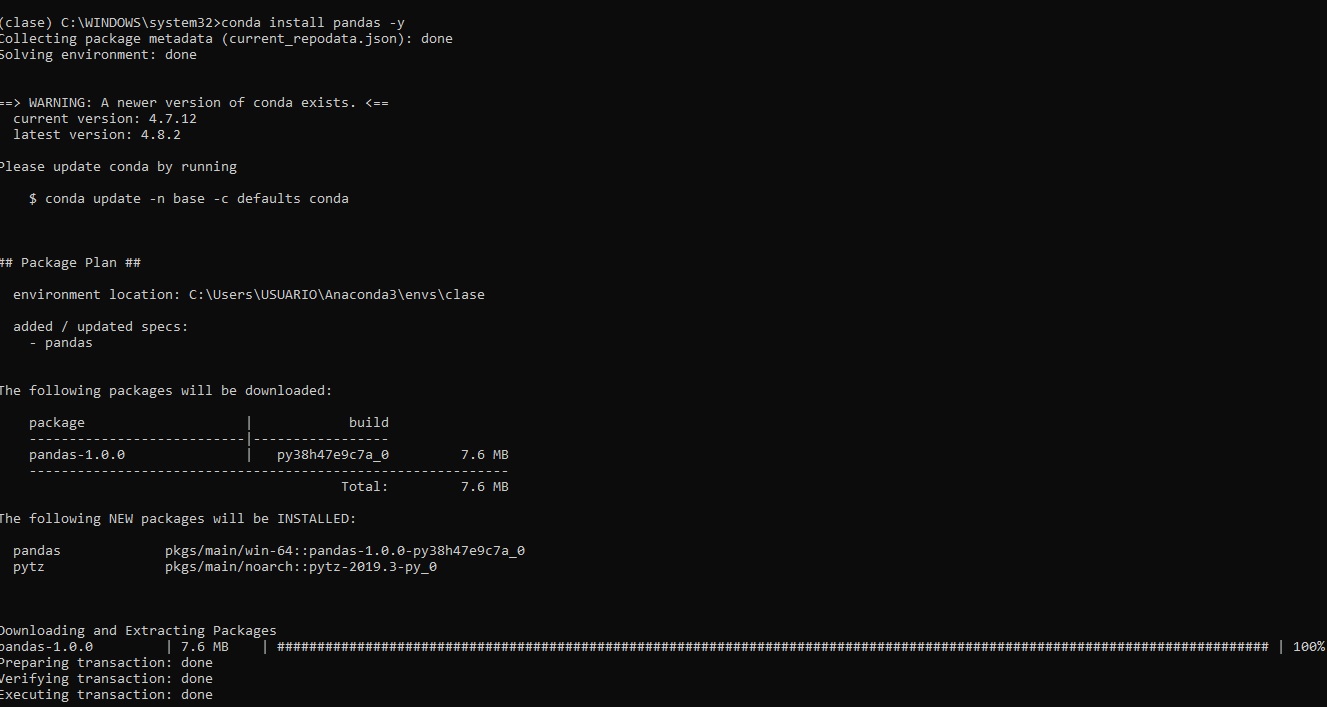 (clase) C:\WINDOWS\system32>conda install pandas -y
Collecting package metadata (current_repodata.json): done
Solving environment: done
==> WARNING: A newer version of conda exists. <==
  current version: 4.7.12
  latest version: 4.8.2
Please update conda by running
    $ conda update -n base -c defaults conda
## Package Plan ##
  environment location: C:\Users\USUARIO\Anaconda3\envs\clase
  added / updated specs:
    - pandas
The following packages will be downloaded:
    package                    |            build
    ---------------------------|-----------------
    pandas-1.0.0               |   py38h47e9c7a_0         7.6 MB
    ------------------------------------------------------------
                                           Total:         7.6 MB
The following NEW packages will be INSTALLED:
  pandas             pkgs/main/win-64::pandas-1.0.0-py38h47e9c7a_0
  pytz               pkgs/main/noarch::pytz-2019.3-py_0
Downloading and Extracting Packages
pandas-1.0.0         | 7.6 MB    | ############################################################################################################################ | 100%
Preparing transaction: done
Verifying transaction: done
Executing transaction: done